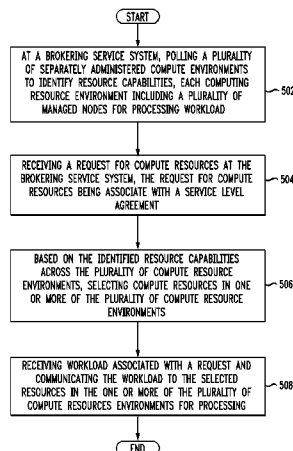 START
AT A BROKERING SERVICE SYSTEM, POLLING A PLURALITY
OF SEPARATELY ADMINISTERED COMPUTE ENVIRONMENTS
TO IDENTIFY RESOURCE CAPABILITIES, EACH COMPUTING
RESOURCE ENVIRONMENT INCLUDING A PLURALITY OF
MANAGED NODES FOR PROCESSING WORKLOAD
502
RECEIVING A REQUEST FOR COMPUTE RESOURCES AT THE
BROKERING SERVICE SYSTEM, THE REQUEST FOR COMPUTE
RESOURCES BEING ASSOCIATE WITH A SERVICE LEVEL
AGREEMENT
504
BASED ON THE IDENTIFIED RESOURCE CAPABILITIES
ACROSS THE PLURALITY OF COMPUTE RESOURCE
ENVIRONMENTS, SELECTING COMPUTE RESOURCES IN ONE
OR MORE OF THE PLURALITY OF COMPUTE RESOURCE
ENVIRONMENTS
506
RECEIVING WORKLOAD ASSOCIATED WITH A REQUEST AND
COMMUNICATING THE WORKLOAD TO THE SELECTED
RESOURCES IN THE ONE OR MORE OF THE PLURALITY OF
COMPUTE RESOURCES ENVIRONMENTS FOR PROCESSING
508
END